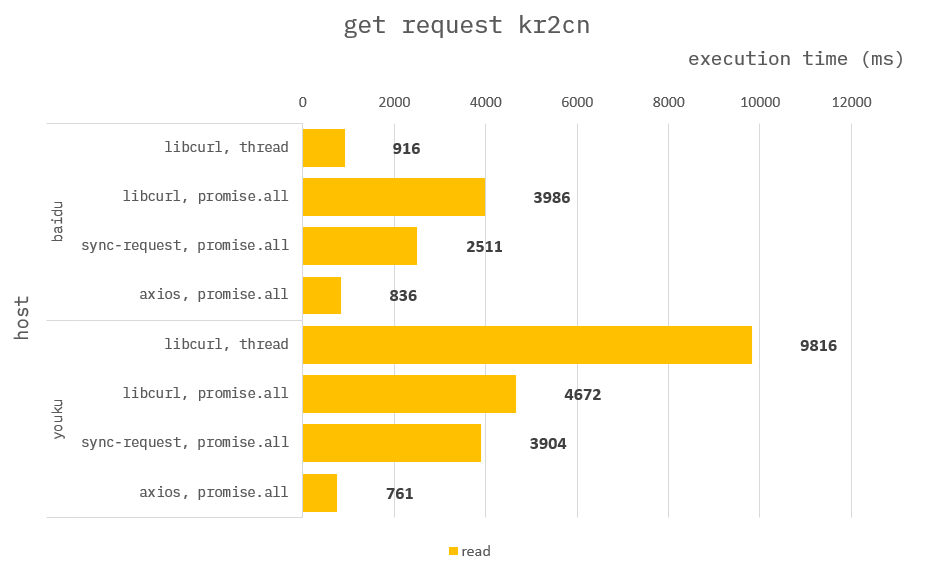 get request kr2cn
execution time (ms)
0 2000 4000 6000 8000 10000 12000
host
baidu
libcurl, thread 916
libcurl, promise.all 3986
sync-request, promise.all 2511
axios, promise.all 836
youku
libcurl, thread 9816
libcurl, promise.all 4672
sync-request, promise.all 3904
axios, promise.all 761
read